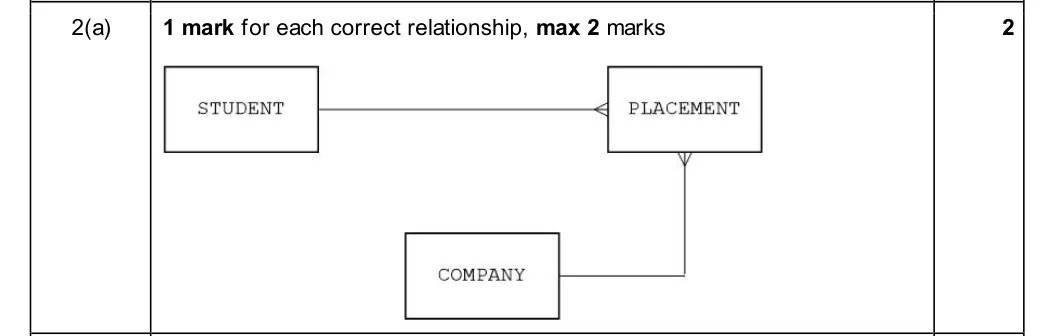 2(a)
1 mark for each correct relationship, max 2 marks
2
STUDENT
PLACEMENT
COMPANY